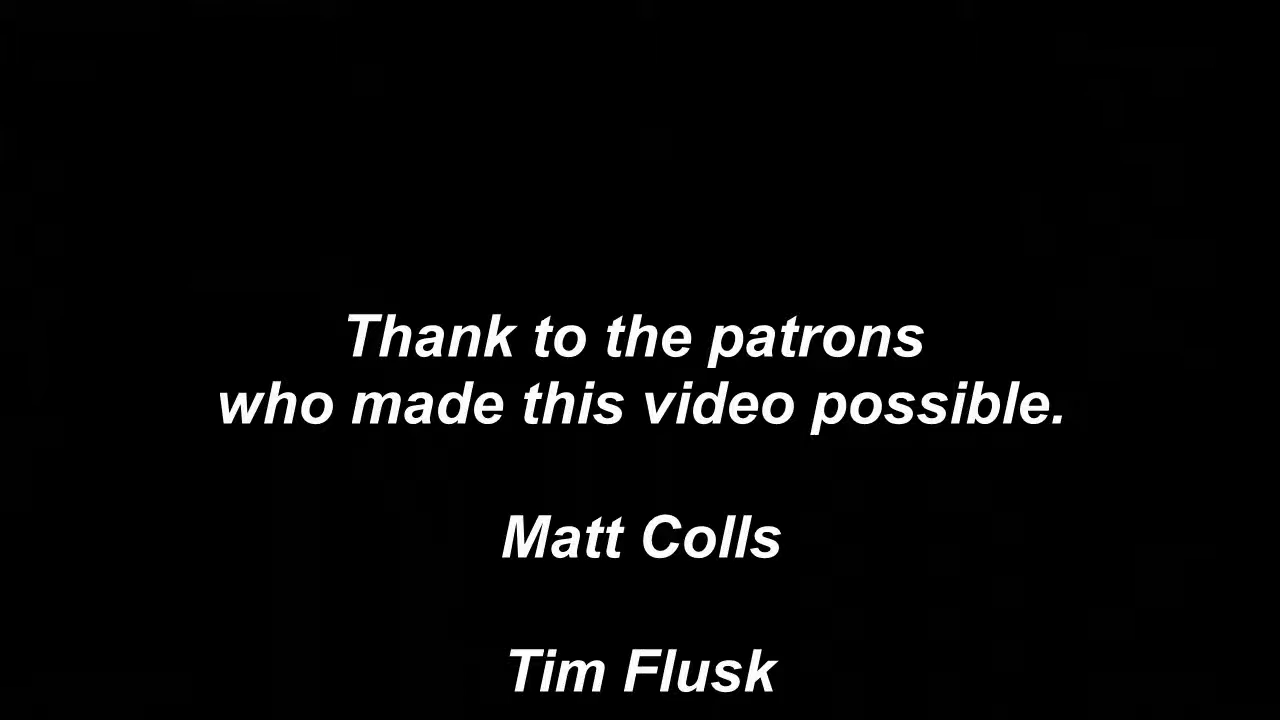 Thank to the patrons
who made this video possible.
Matt Colls
Tim Flusk